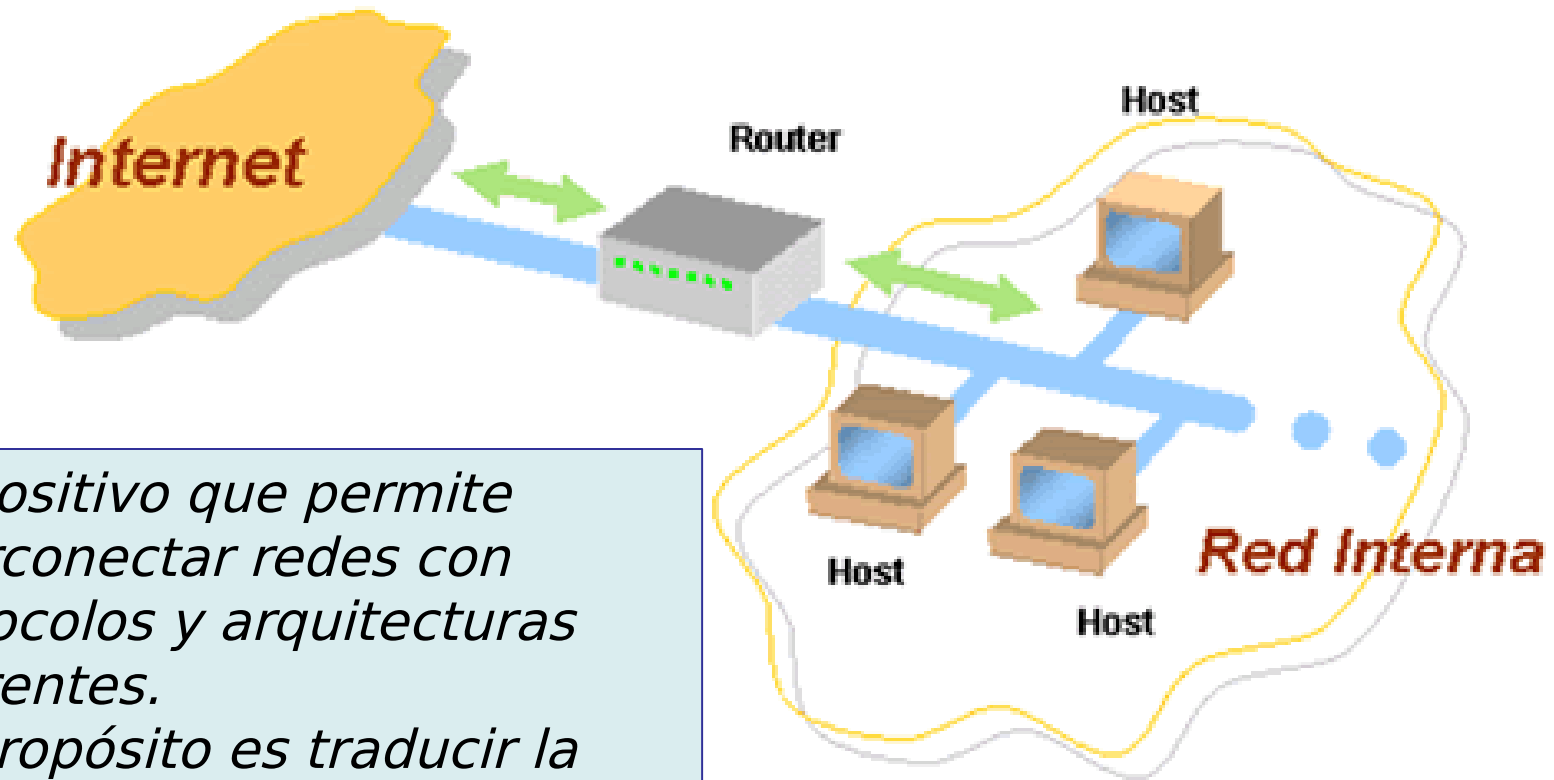 Host
Router
Internet
Host
Red Interna
Host
ositivo que permite
rconectar redes con
ocolos y arquitecturas
rentes.
ropósito es traducir la